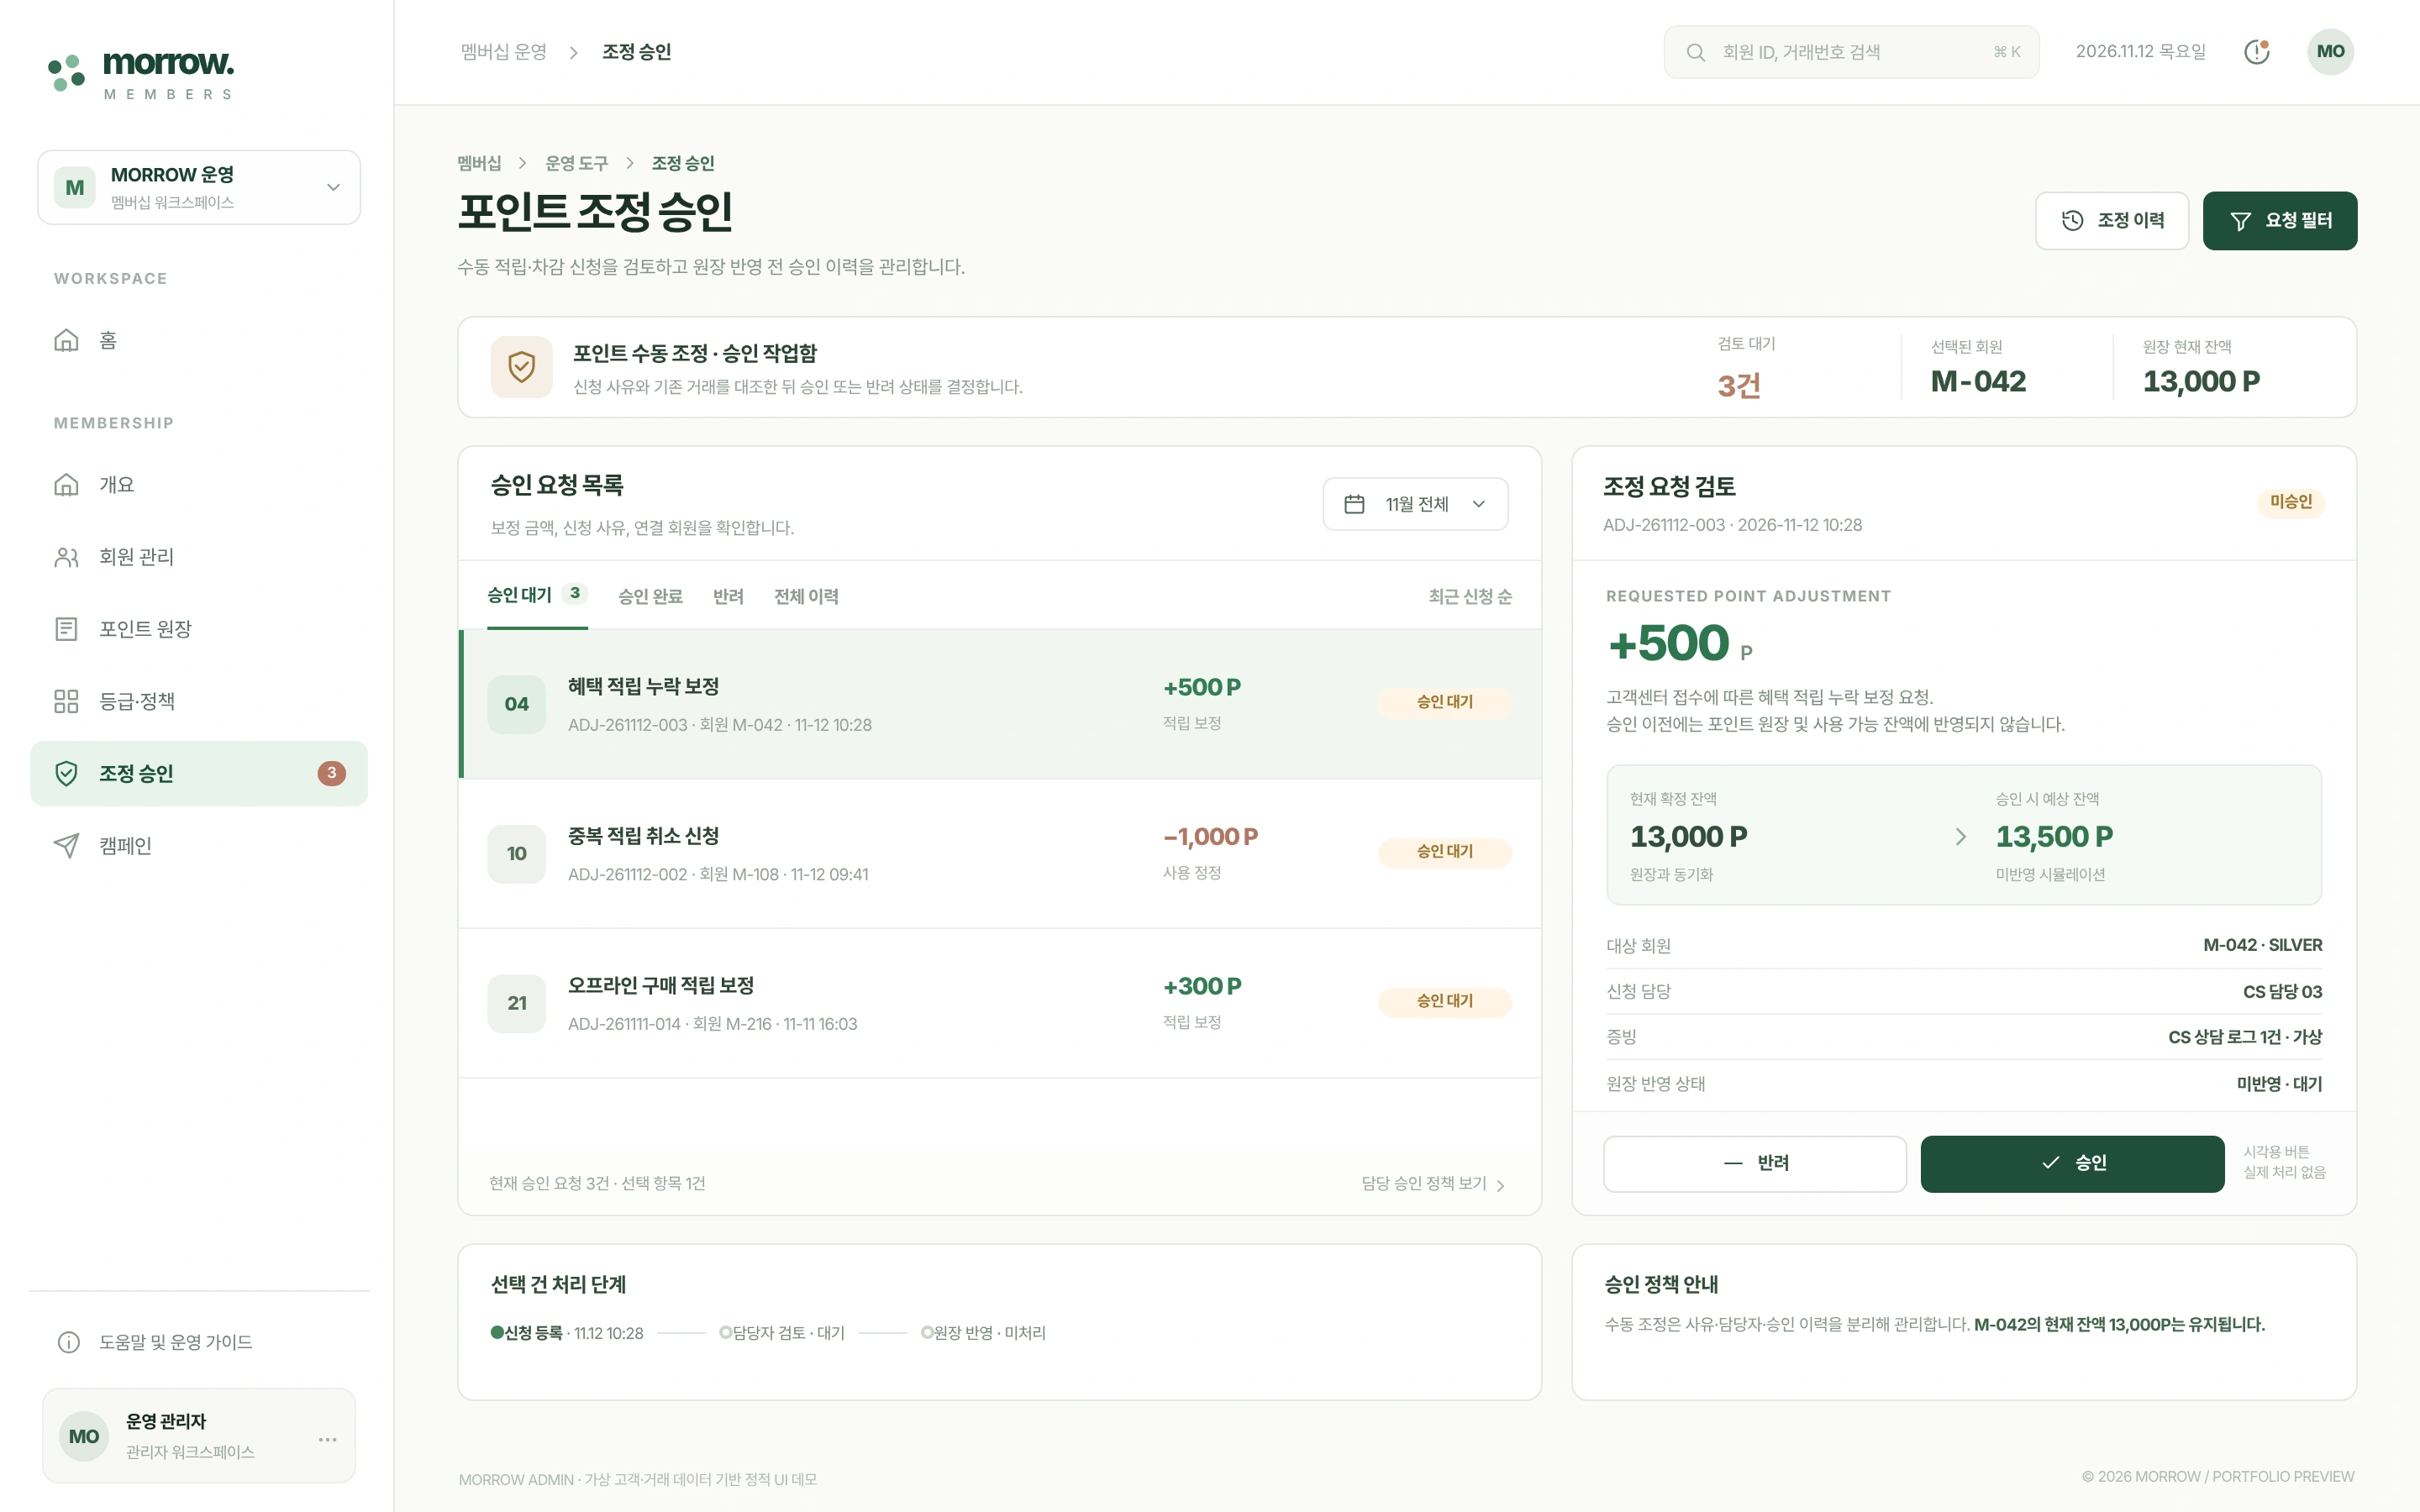 morrow.
MEMBERS
M
MORROW 운영
멤버십 워크스페이스
WORKSPACE
홈
MEMBERSHIP
개요
회원 관리
포인트 원장
등급·정책
조정 승인 3
캠페인
도움말 및 운영 가이드
MO
운영 관리자
관리자 워크스페이스
멤버십 운영 > 조정 승인
회원 ID, 거래번호 검색 ⌘ K
2026.11.12 목요일
MO
멤버십 > 운영 도구 > 조정 승인
포인트 조정 승인
수동 적립·차감 신청을 검토하고 원장 반영 전 승인 이력을 관리합니다.
조정 이력
요청 필터
포인트 수동 조정 · 승인 작업함
신청 사유와 기존 거래를 대조한 뒤 승인 또는 반려 상태를 결정합니다.
검토 대기
3건
선택된 회원
M-042
원장 현재 잔액
13,000 P
승인 요청 목록
보정 금액, 신청 사유, 연결 회원을 확인합니다.
11월 전체
승인 대기 3 승인 완료 반려 전체 이력 최근 신청 순
04
혜택 적립 누락 보정
ADJ-261112-003 · 회원 M-042 · 11-12 10:28
+500 P
적립 보정
승인 대기
10
중복 적립 취소 신청
ADJ-261112-002 · 회원 M-108 · 11-12 09:41
−1,000 P
사용 정정
승인 대기
21
오프라인 구매 적립 보정
ADJ-261111-014 · 회원 M-216 · 11-11 16:03
+300 P
적립 보정
승인 대기
현재 승인 요청 3건 · 선택 항목 1건
담당 승인 정책 보기 >
조정 요청 검토
ADJ-261112-003 · 2026-11-12 10:28
미승인
REQUESTED POINT ADJUSTMENT
+500 P
고객센터 접수에 따른 혜택 적립 누락 보정 요청.
승인 이전에는 포인트 원장 및 사용 가능 잔액에 반영되지 않습니다.
현재 확정 잔액
13,000 P
원장과 동기화
승인 시 예상 잔액
13,500 P
미반영 시뮬레이션
대상 회원 M-042 · SILVER
신청 담당 CS 담당 03
증빙 CS 상담 로그 1건 · 가상
원장 반영 상태 미반영 · 대기
— 반려
승인
시각용 버튼
실제 처리 없음
선택 건 처리 단계
신청 등록 · 11.12 10:28
담당자 검토 · 대기
원장 반영 · 미처리
승인 정책 안내
수동 조정은 사유·담당자·승인 이력을 분리해 관리합니다. M-042의 현재 잔액 13,000P는 유지됩니다.
MORROW ADMIN · 가상 고객·거래 데이터 기반 정적 UI 데모
© 2026 MORROW / PORTFOLIO PREVIEW